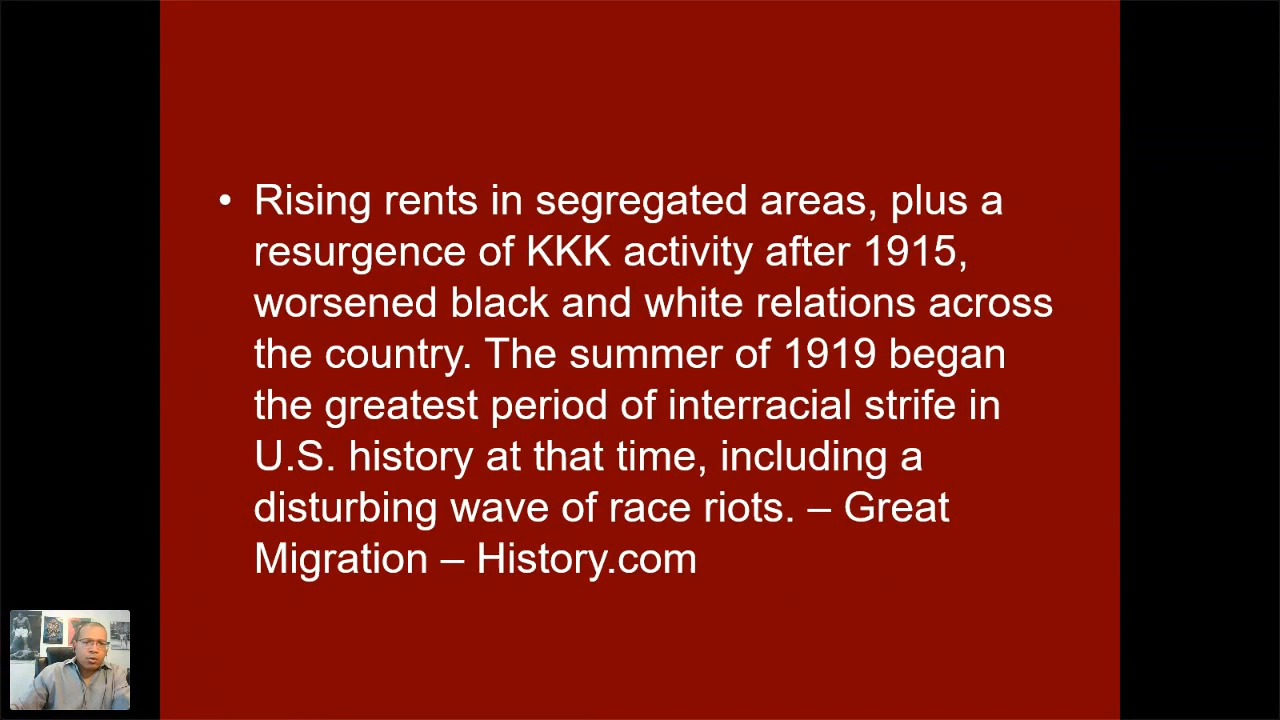 • Rising rents in segregated areas, plus a
resurgence of KKK activity after 1915,
worsened black and white relations across
the country. The summer of 1919 began
the greatest period of interracial strife in
U.S. history at that time, including a
disturbing wave of race riots. – Great
Migration – History.com